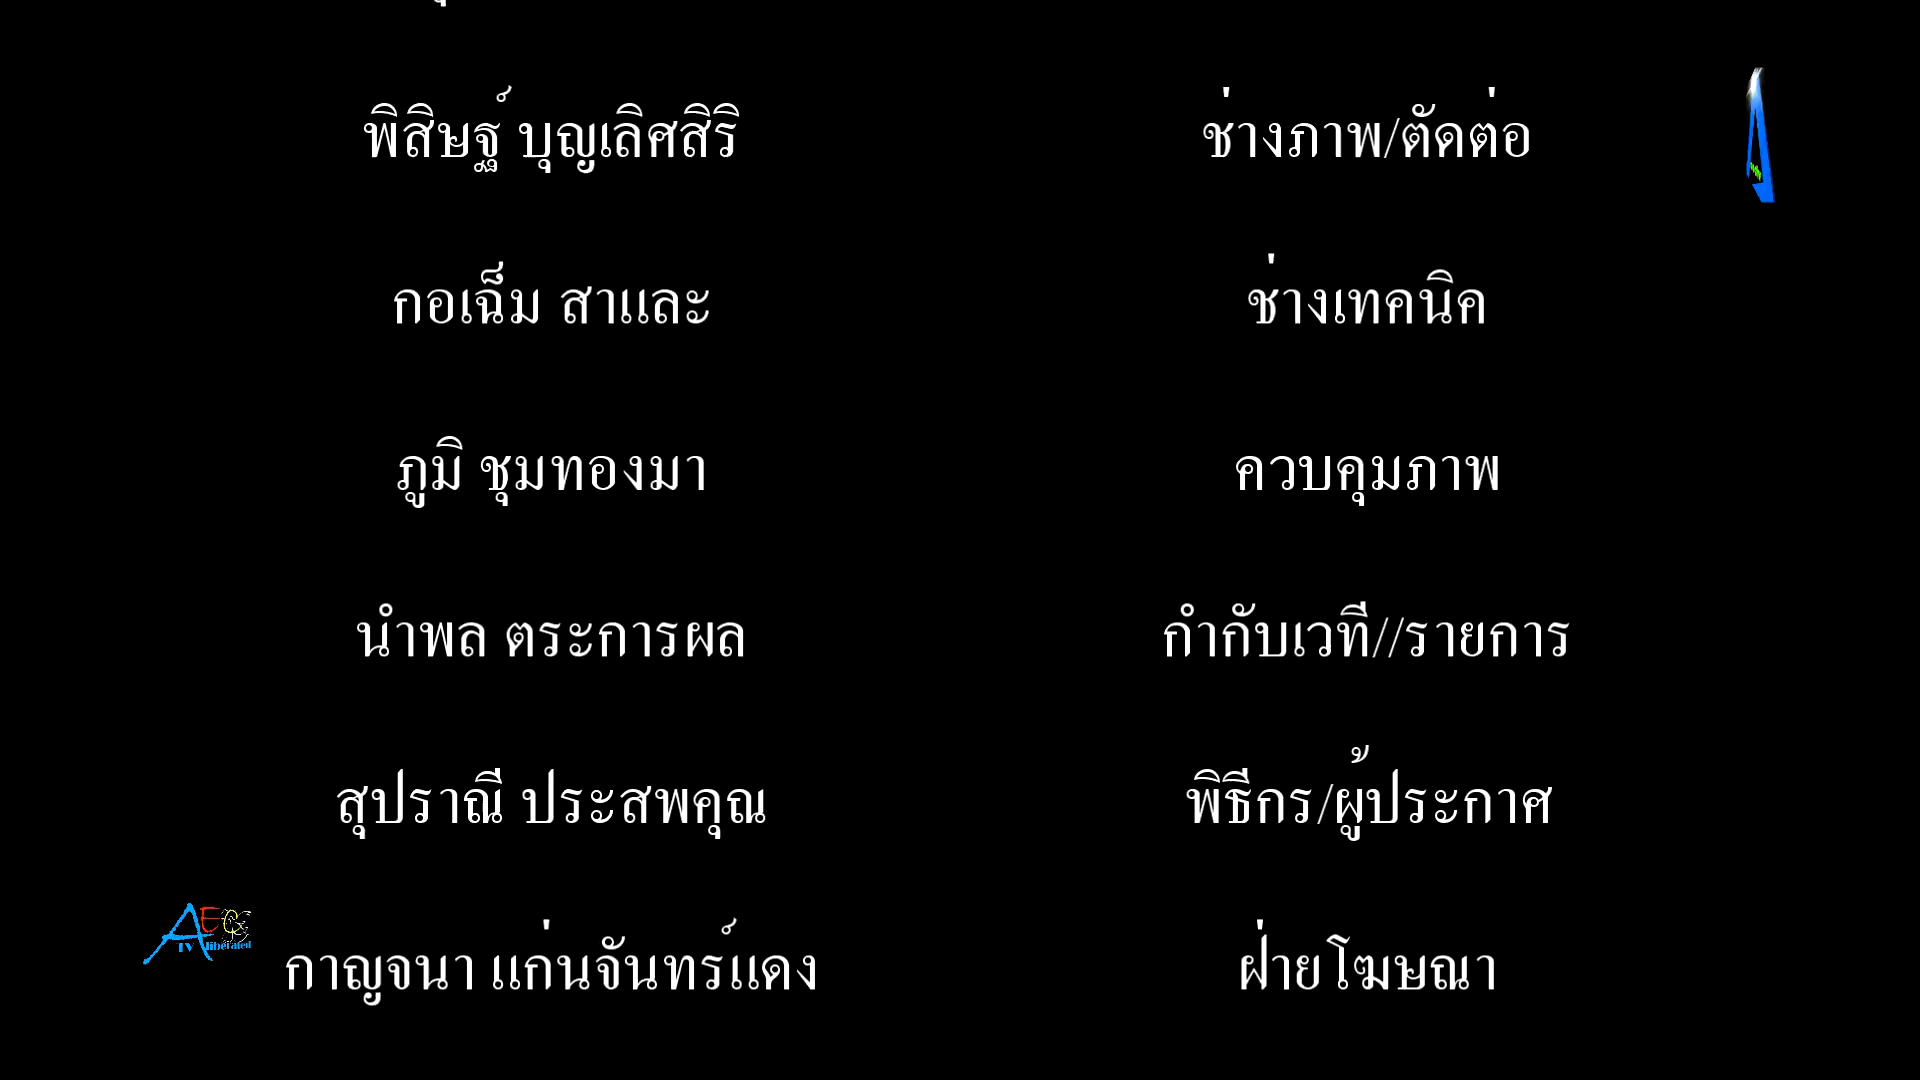 พิสิษฐ์ บุญเลิศสิริ ช่างภาพ/ตัดต่อ
กอเฉ็ม สาและ ช่างเทคนิค
ภูมิ ชุมทองมา ควบคุมภาพ
นำพล ตระการผล กำกับเวที//รายการ
สุปราณี ประสพคุณ พิธีกร/ผู้ประกาศ
กาญจนา แก่นจันทร์แดง ฝ่ายโฆษณา
TV liberated